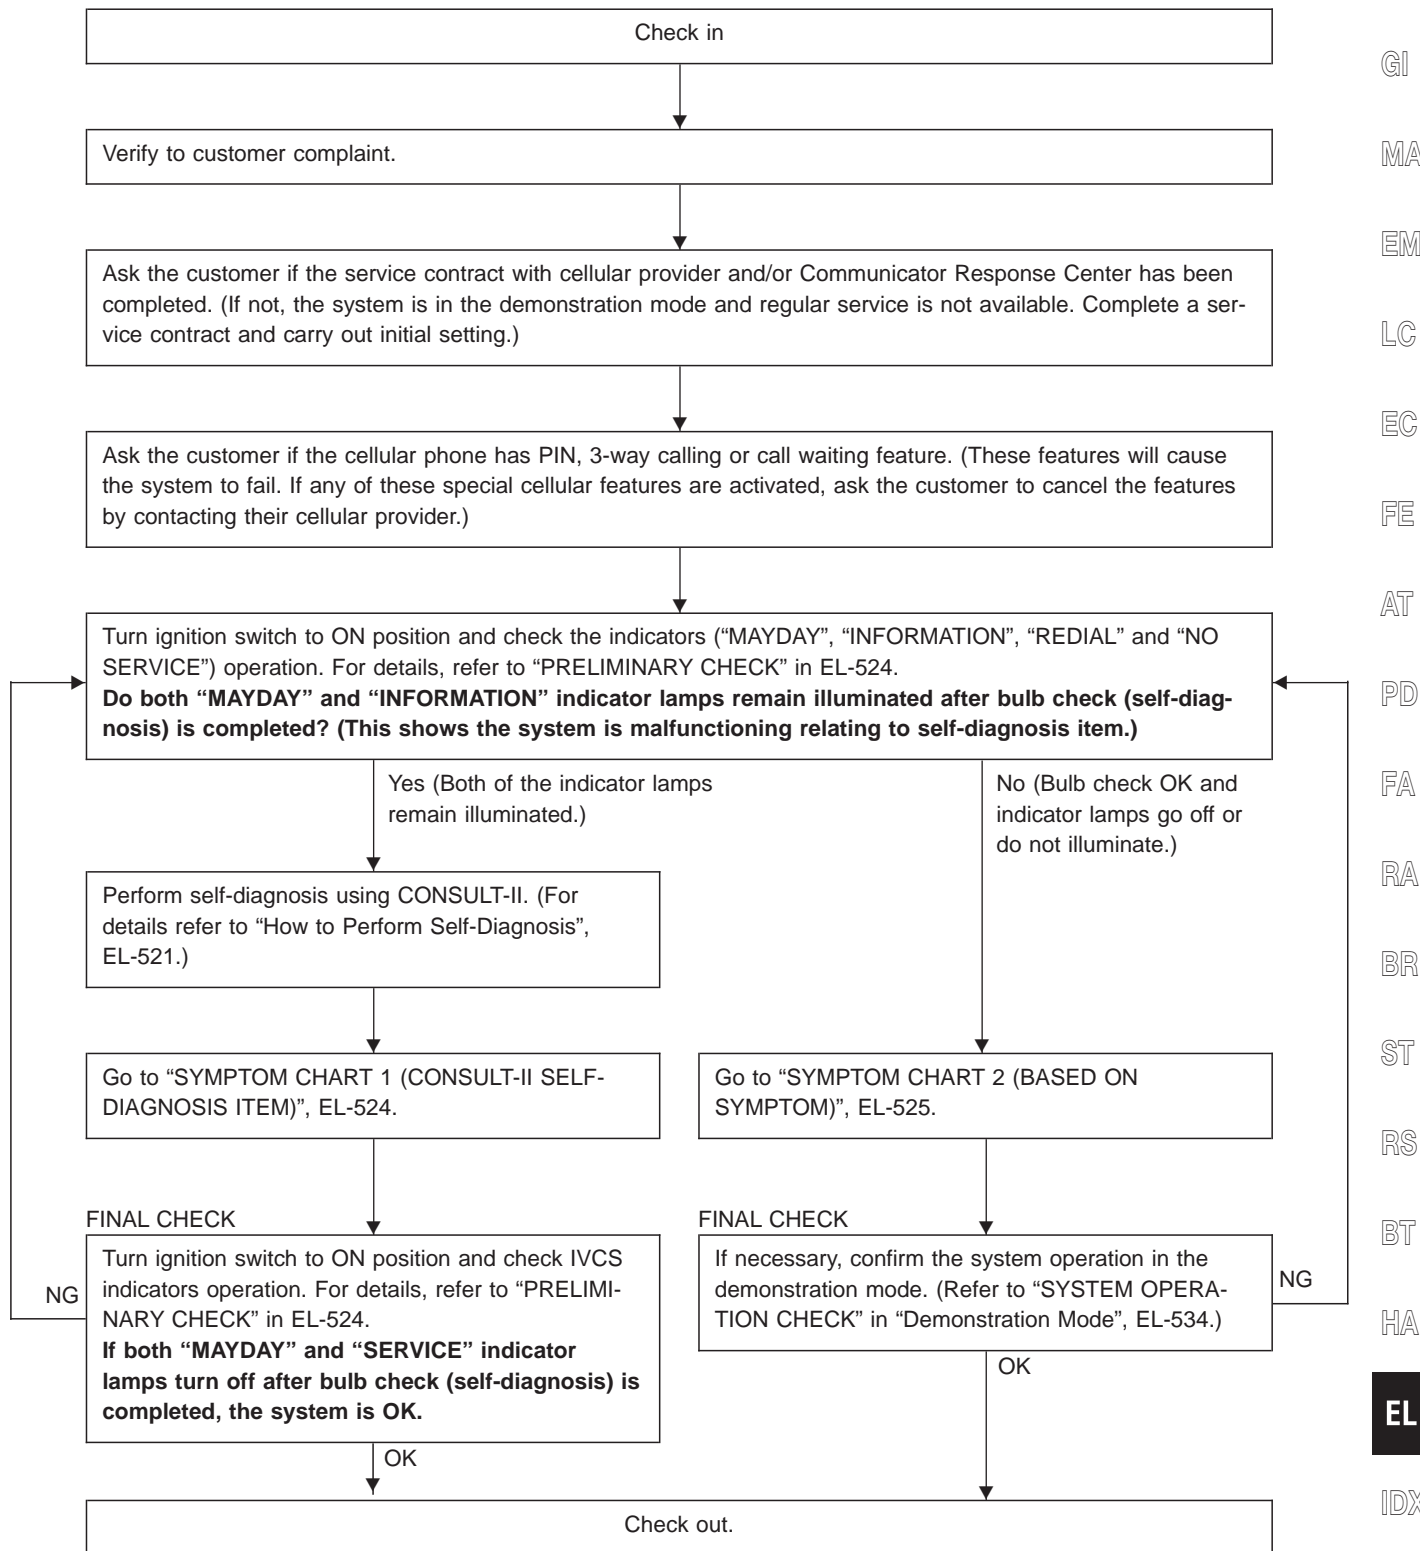 Check in
Verify to customer complaint.
Ask the customer if the service contract with cellular provider and/or Communicator Response Center has been
completed. (If not, the system is in the demonstration mode and regular service is not available. Complete a ser-
vice contract and carry out initial setting.)
Ask the customer if the cellular phone has PIN, 3-way calling or call waiting feature. (These features will cause
the system to fail. If any of these special cellular features are activated, ask the customer to cancel the features
by contacting their cellular provider.)
Turn ignition switch to ON position and check the indicators (“MAYDAY”, “INFORMATION”, “REDIAL” and “NO
SERVICE”) operation. For details, refer to “PRELIMINARY CHECK” in EL-524.
Do both “MAYDAY” and “INFORMATION” indicator lamps remain illuminated after bulb check (self-diag-
nosis) is completed? (This shows the system is malfunctioning relating to self-diagnosis item.)
Yes (Both of the indicator lamps
remain illuminated.)
No (Bulb check OK and
indicator lamps go off or
do not illuminate.)
Perform self-diagnosis using CONSULT-II. (For
details refer to “How to Perform Self-Diagnosis”,
EL-521.)
Go to “SYMPTOM CHART 1 (CONSULT-II SELF-
DIAGNOSIS ITEM)”, EL-524.
Go to “SYMPTOM CHART 2 (BASED ON
SYMPTOM)”, EL-525.
FINAL CHECK
Turn ignition switch to ON position and check IVCS
indicators operation. For details, refer to “PRELIMI-
NARY CHECK” in EL-524.
If both “MAYDAY” and “SERVICE” indicator
lamps turn off after bulb check (self-diagnosis) is
completed, the system is OK.
NG
OK
FINAL CHECK
If necessary, confirm the system operation in the
demonstration mode. (Refer to “SYSTEM OPERA-
TION CHECK” in “Demonstration Mode”, EL-534.)
NG
OK
Check out.
GI
MA
EM
LC
EC
FE
AT
PD
FA
RA
BR
ST
RS
BT
HA
EL
IDX